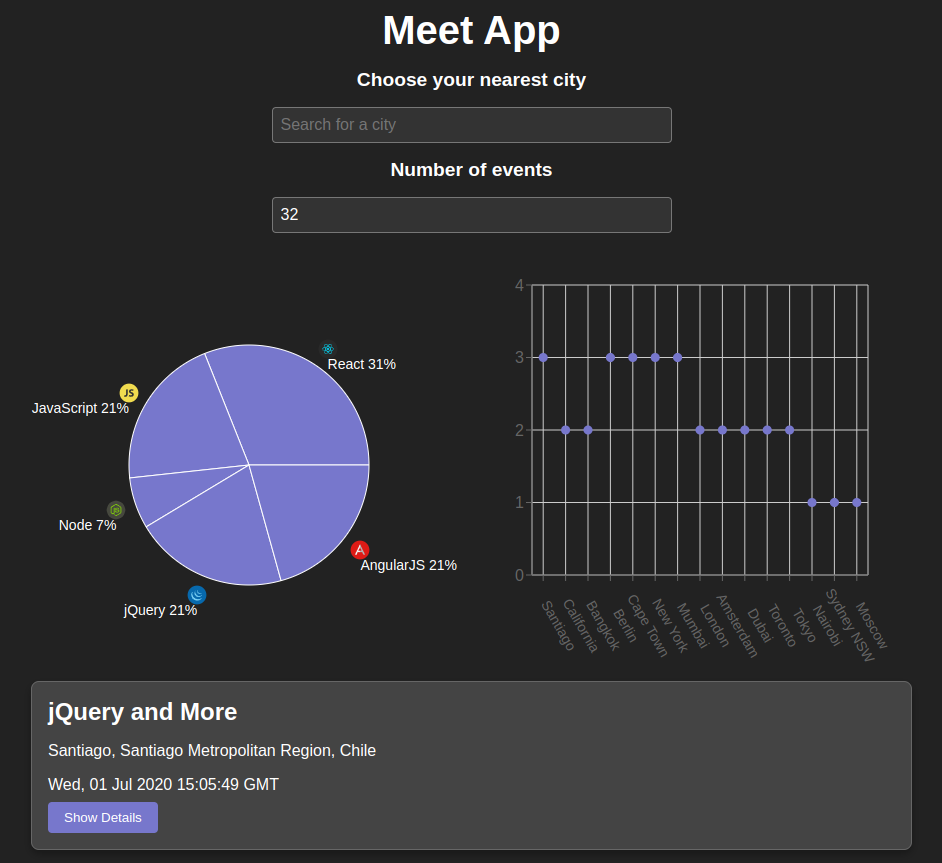 Meet App
Choose your nearest city
Search for a city
Number of events
32
React 31%
JS
JavaScript 21%
JS
Node 7%
jQuery 21%
A
AngularJS 21%
4
3
2
1
0
Santiago
California
Bangkok
Berlin
Cape Town
New York
Mumbai
London
Amsterdam
Dubai
Toronto
Tokyo
Nairobi
Sydney NSW
Moscow
jQuery and More
Santiago, Santiago Metropolitan Region, Chile
Wed, 01 Jul 2020 15:05:49 GMT
Show Details